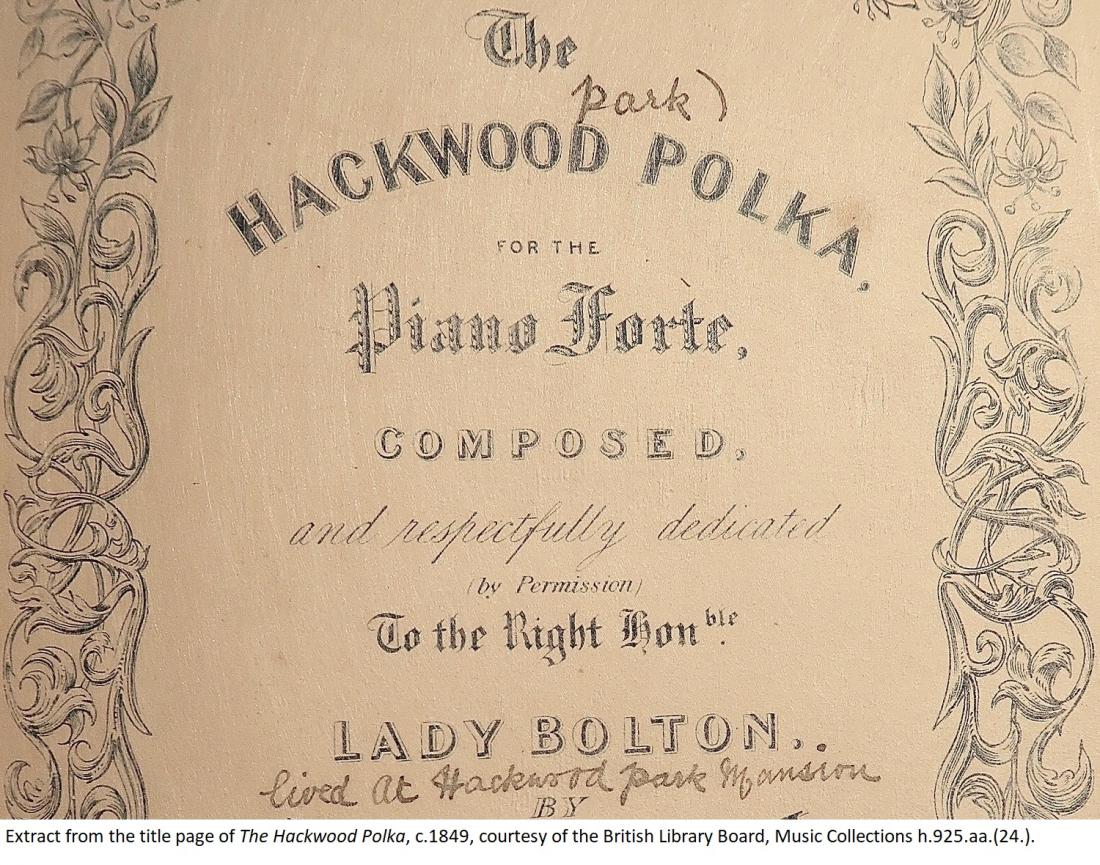 The
park)
HACKWOOD POLKA,
FOR THE
Piano Forte,
COMPOSED,
and respectfully dedicated
(by Permission)
To the Right Hon.ble
LADY BOLTON,.
lived At Hackwood park Mansion
BY
Extract from the title page of The Hackwood Polka, c.1849, courtesy of the British Library Board, Music Collections h.925.aa.(24.).